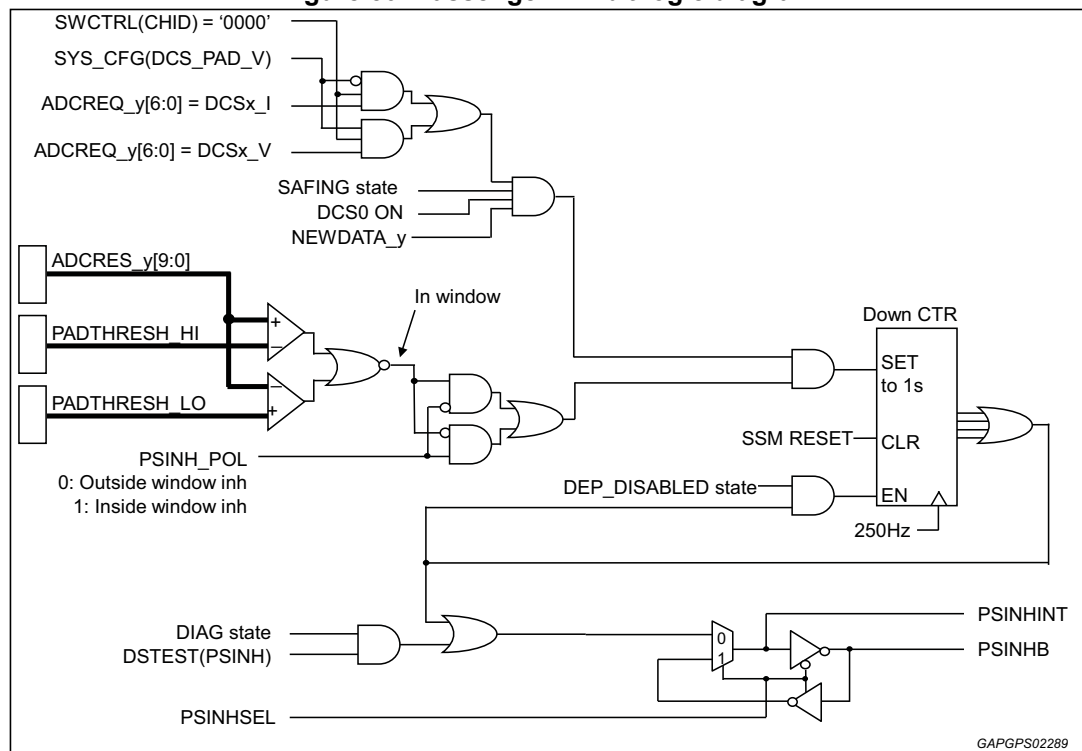 SWCTRL(CHID) = ‘0000’
SYS_CFG(DCS_PAD_V)
ADCREQ_y[6:0] = DCSx_I
ADCREQ_y[6:0] = DCSx_V
SAFING state
DCS0 ON
NEWDATA_y
ADCRES_y[9:0]
In window
PADTHRESH_HI
PADTHRESH_LO
+
−
−
+
PSINH_POL
0: Outside window inh
1: Inside window inh
Down CTR
SET
to 1s
SSM RESET
CLR
DEP_DISABLED state
EN
250Hz
DIAG state
DSTEST(PSINH)
0
1
PSINHINT
PSINHB
PSINHSEL
GAPGPS02289